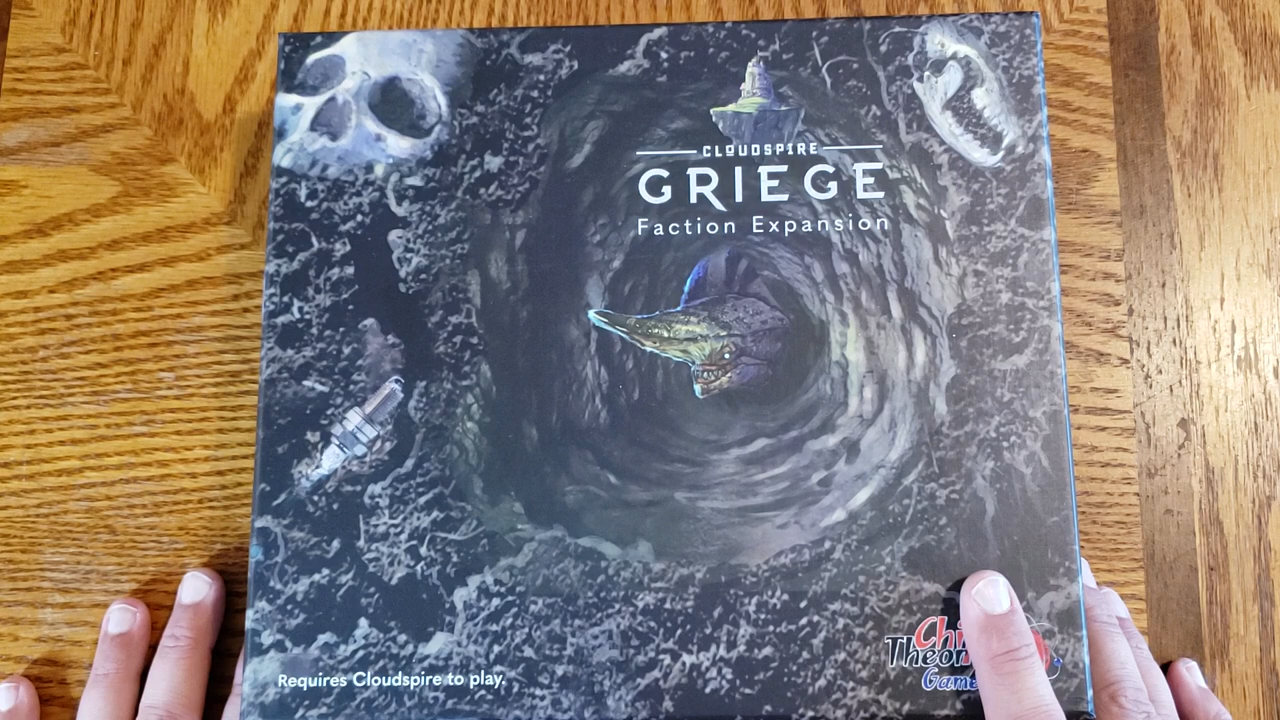 CLOUDSPIRE
GRIEGE
Faction Expansion
Requires Cloudspire to play.